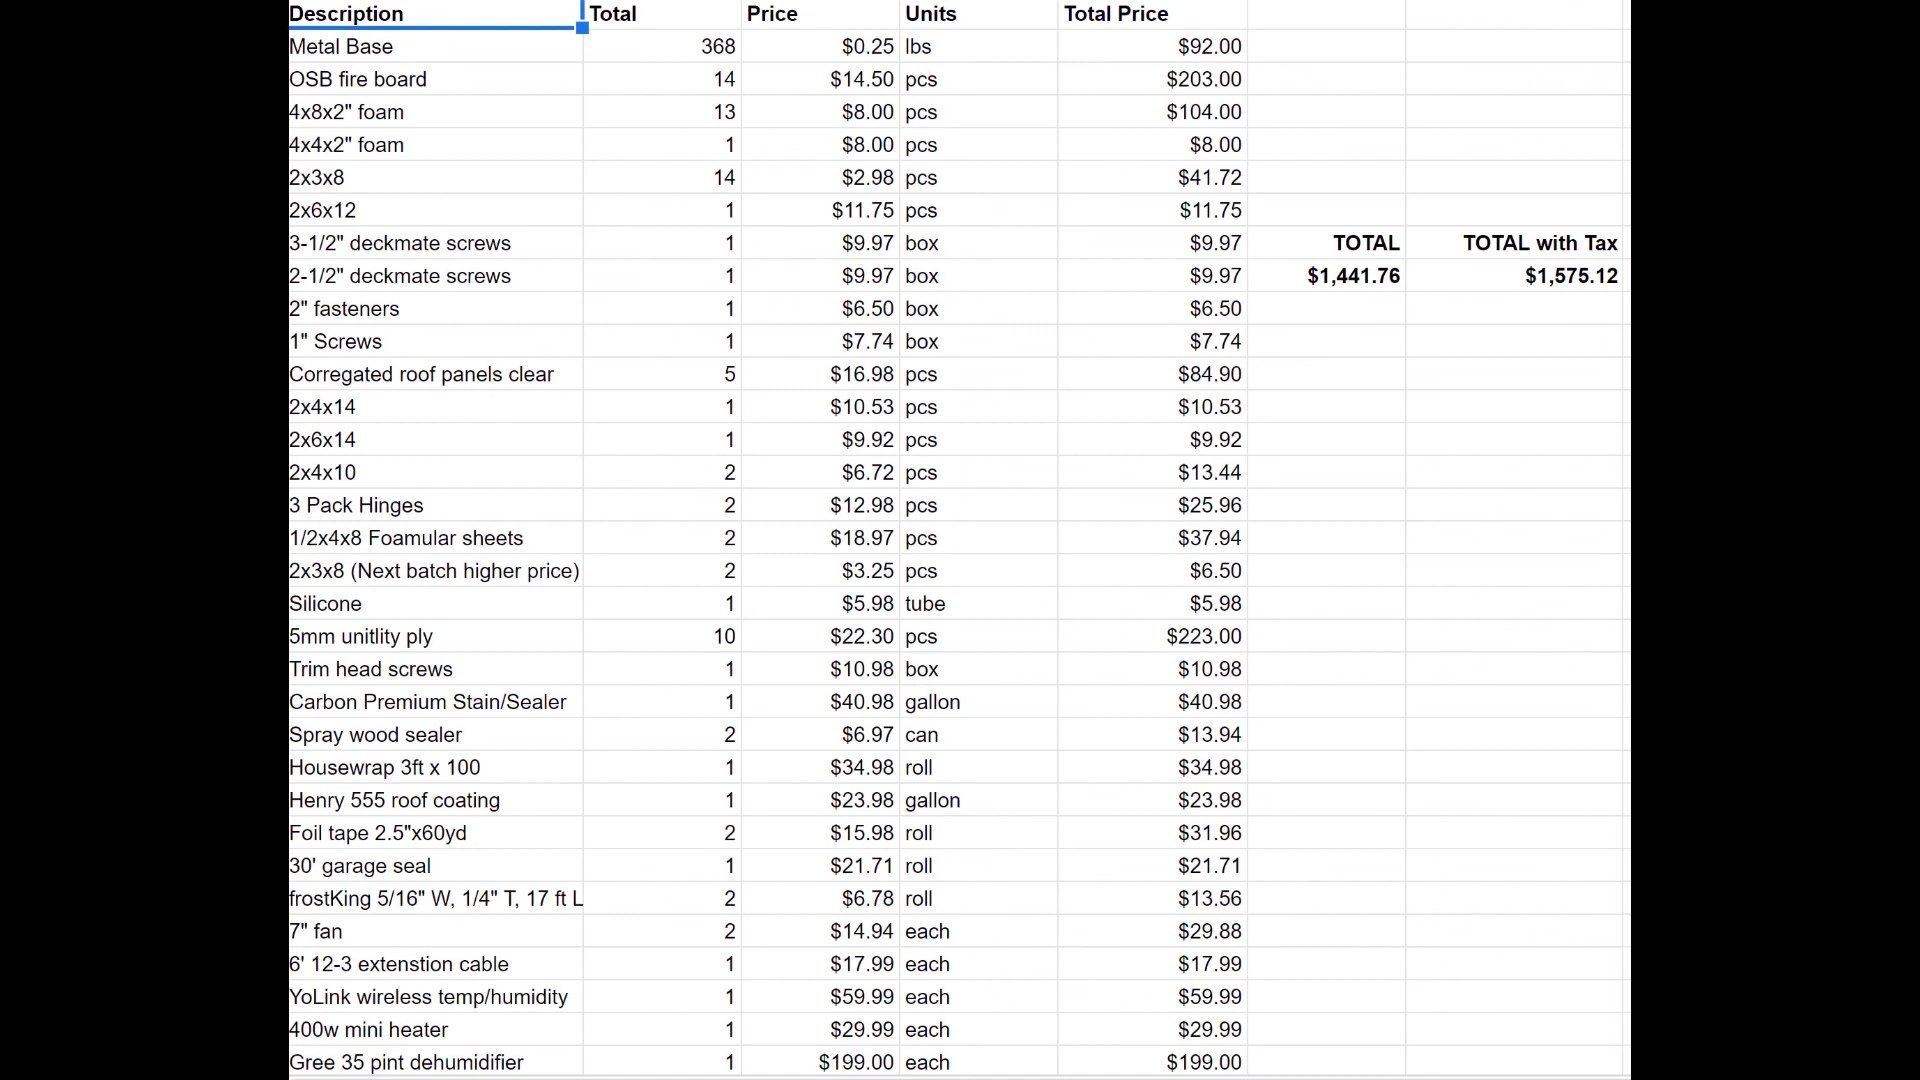 Description Total Price Units Total Price
Metal Base 368 $0.25 lbs $92.00
OSB fire board 14 $14.50 pcs $203.00
4x8x2" foam 13 $8.00 pcs $104.00
4x4x2" foam 1 $8.00 pcs $8.00
2x3x8 14 $2.98 pcs $41.72
2x6x12 1 $11.75 pcs $11.75
3-1/2" deckmate screws 1 $9.97 box $9.97 TOTAL TOTAL with Tax
2-1/2" deckmate screws 1 $9.97 box $9.97 $1,441.76 $1,575.12
2" fasteners 1 $6.50 box $6.50
1" Screws 1 $7.74 box $7.74
Corregated roof panels clear 5 $16.98 pcs $84.90
2x4x14 1 $10.53 pcs $10.53
2x6x14 1 $9.92 pcs $9.92
2x4x10 2 $6.72 pcs $13.44
3 Pack Hinges 2 $12.98 pcs $25.96
1/2x4x8 Foamular sheets 2 $18.97 pcs $37.94
2x3x8 (Next batch higher price) 2 $3.25 pcs $6.50
Silicone 1 $5.98 tube $5.98
5mm unitlity ply 10 $22.30 pcs $223.00
Trim head screws 1 $10.98 box $10.98
Carbon Premium Stain/Sealer 1 $40.98 gallon $40.98
Spray wood sealer 2 $6.97 can $13.94
Housewrap 3ft x 100 1 $34.98 roll $34.98
Henry 555 roof coating 1 $23.98 gallon $23.98
Foil tape 2.5"x60yd 2 $15.98 roll $31.96
30' garage seal 1 $21.71 roll $21.71
frostKing 5/16" W, 1/4" T, 17 ft L 2 $6.78 roll $13.56
7" fan 2 $14.94 each $29.88
6' 12-3 extenstion cable 1 $17.99 each $17.99
YoLink wireless temp/humidity 1 $59.99 each $59.99
400w mini heater 1 $29.99 each $29.99
Gree 35 pint dehumidifier 1 $199.00 each $199.00